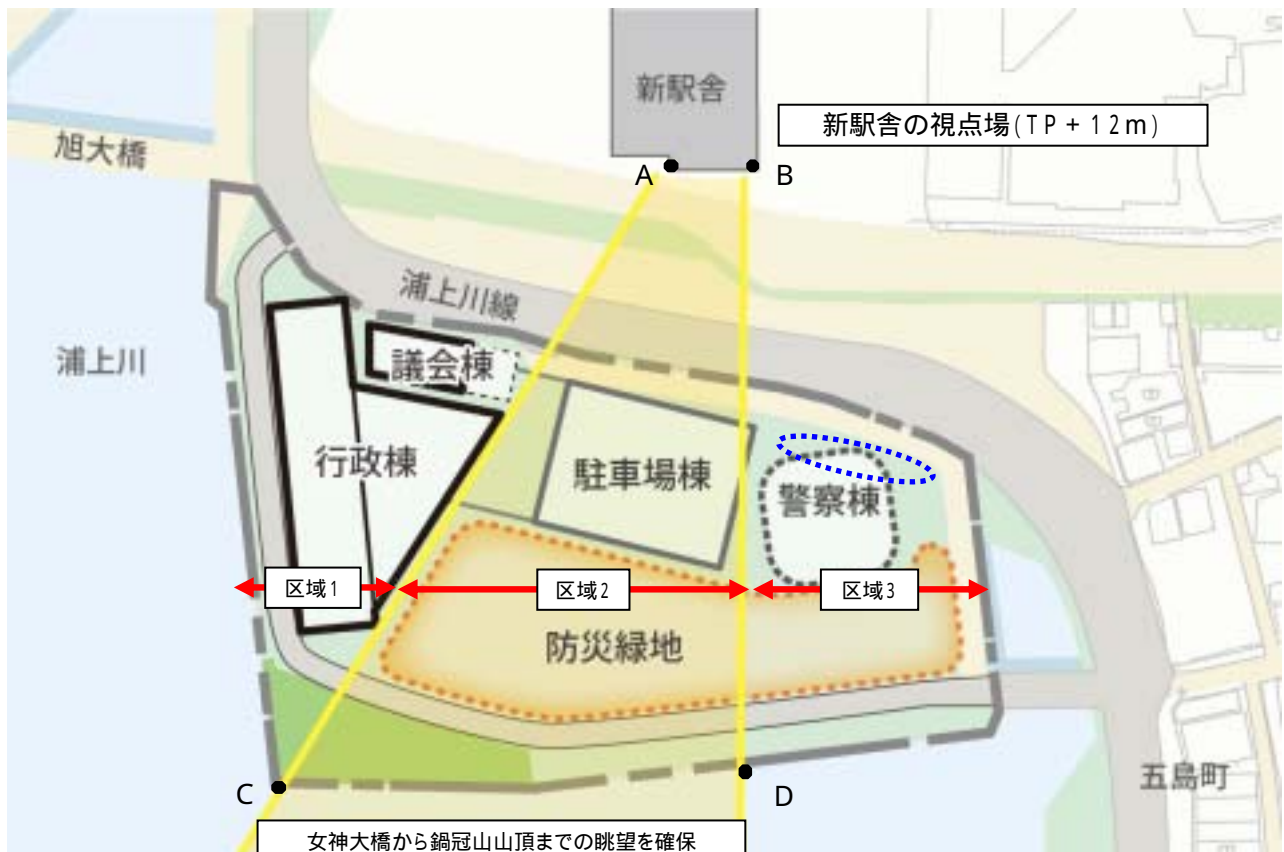 新駅舎
新駅舎の視点場(TP+12m)
旭大橋
A
B
浦上川線
浦上川
議会棟
行政棟
駐車場棟
警察棟
区域1
区域2
区域3
防災緑地
C
D
五島町
女神大橋から鍋冠山山頂までの眺望を確保